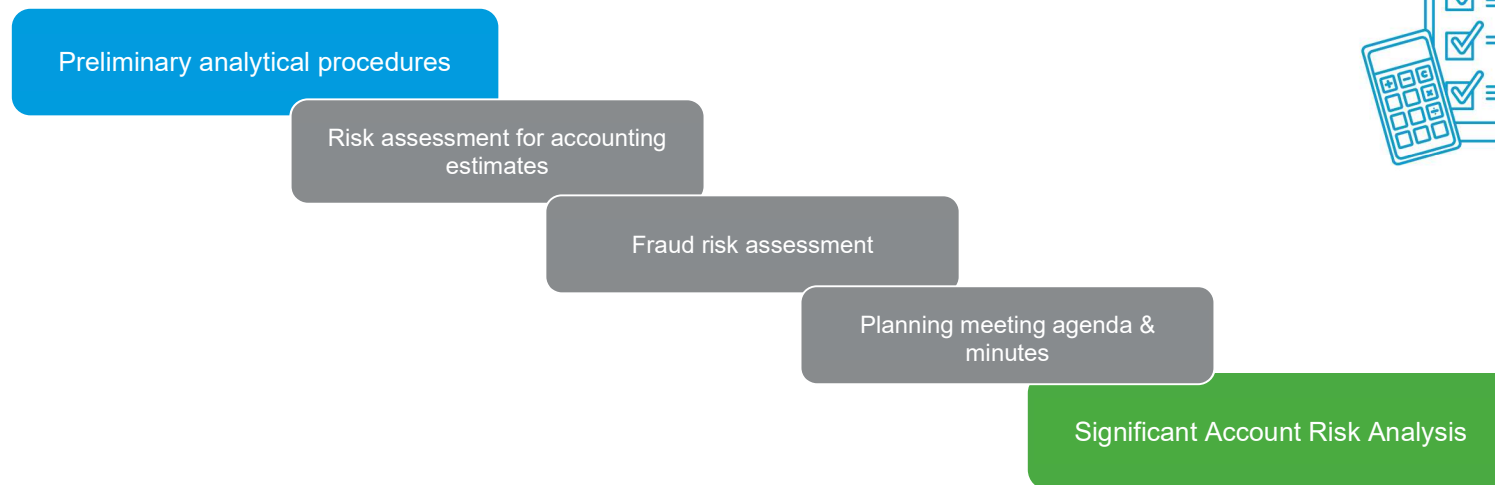 Preliminary analytical procedures
Risk assessment for accounting
estimates
Fraud risk assessment
Planning meeting agenda &
minutes
Significant Account Risk Analysis